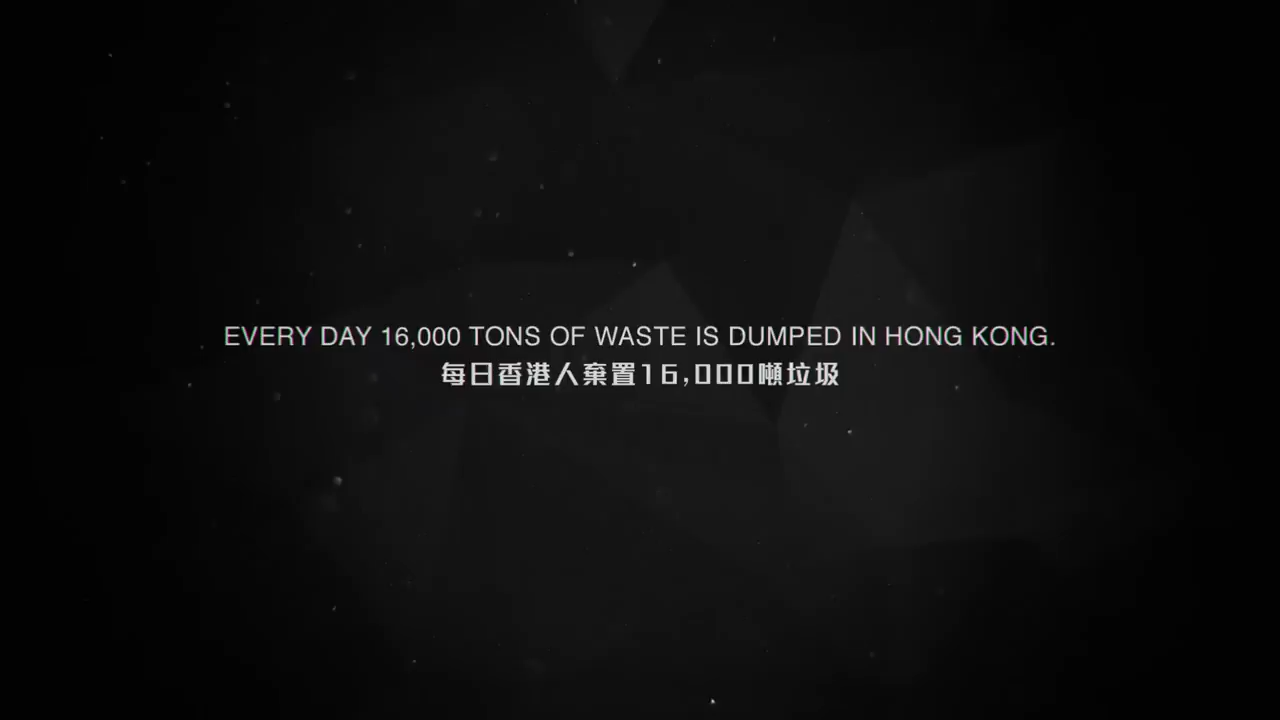 EVERY DAY 16,000 TONS OF WASTE IS DUMPED IN HONG KONG.
每日香港人棄置16,000噸垃圾